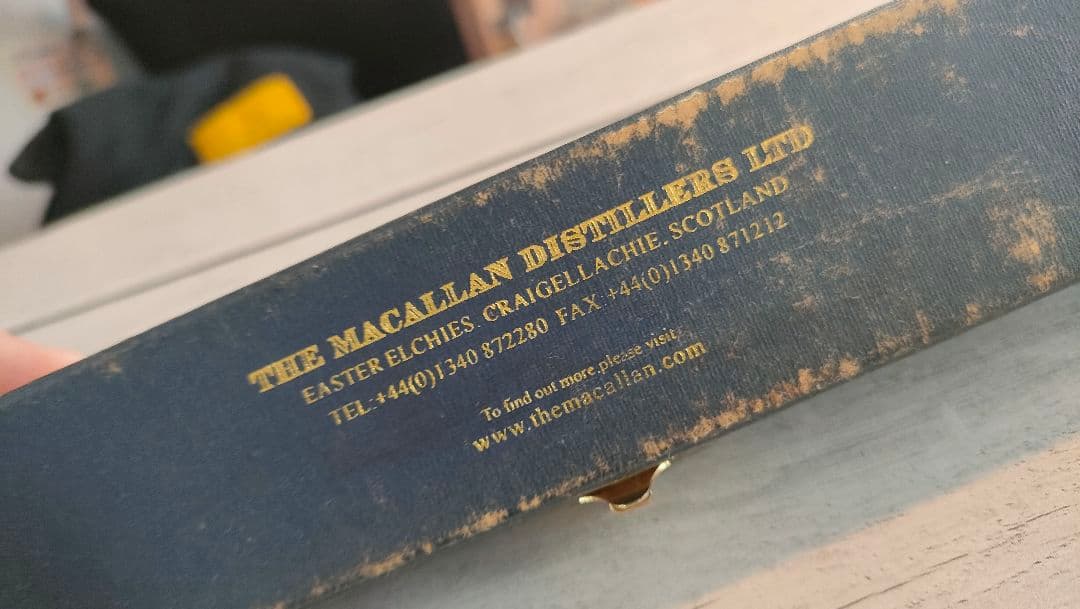 THE MACALLAN DISTILLERS LTD
EASTER ELCHIES. CRAIGELLACHIE. SCOTLAND
TEL:+44(0)1340 872280 FAX:+44(0)1340 871212
To find out more please visit,
www.themacallan.com